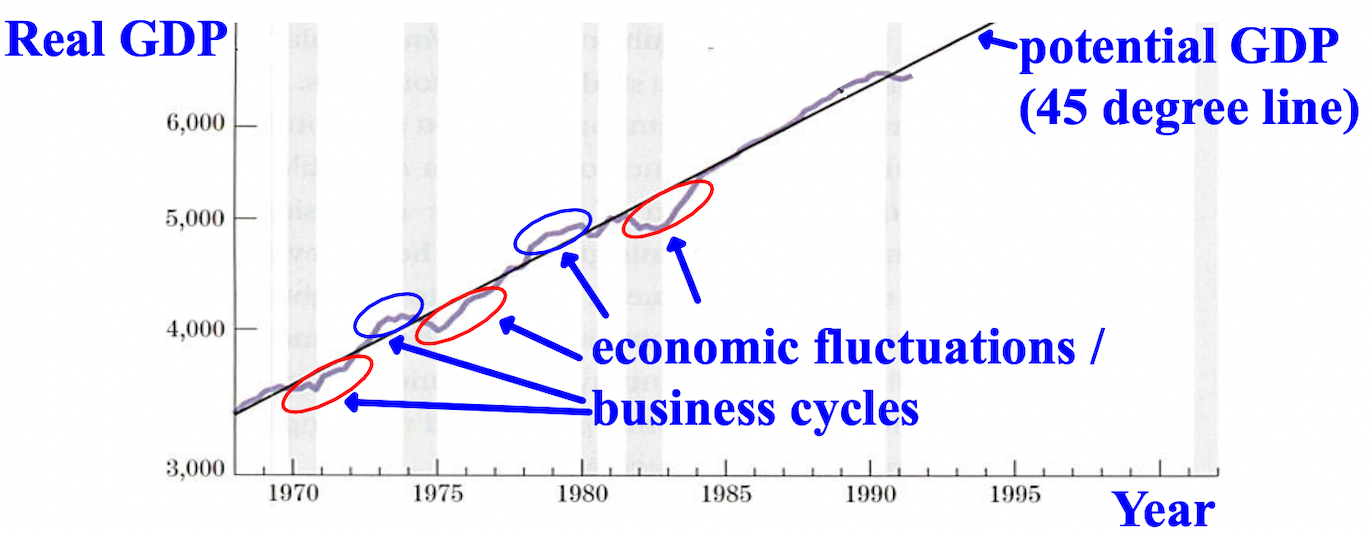 Real GDP
potential GDP
(45 degree line)
6,000
5,000
4,000
economic fluctuations /
business cycles
3,000
1970 1975 1980 1985 1990 1995
Year